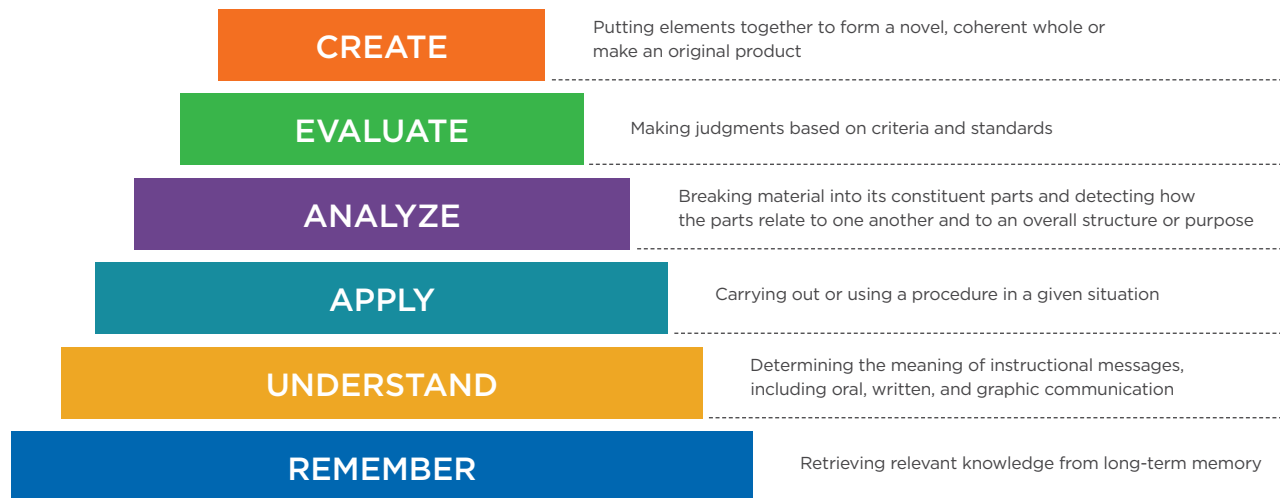 CREATE
Putting elements together to form a novel, coherent whole or
make an original product
EVALUATE
Making judgments based on criteria and standards
ANALYZE
Breaking material into its constituent parts and detecting how
the parts relate to one another and to an overall structure or purpose
APPLY
Carrying out or using a procedure in a given situation
UNDERSTAND
Determining the meaning of instructional messages,
including oral, written, and graphic communication
REMEMBER
Retrieving relevant knowledge from long-term memory